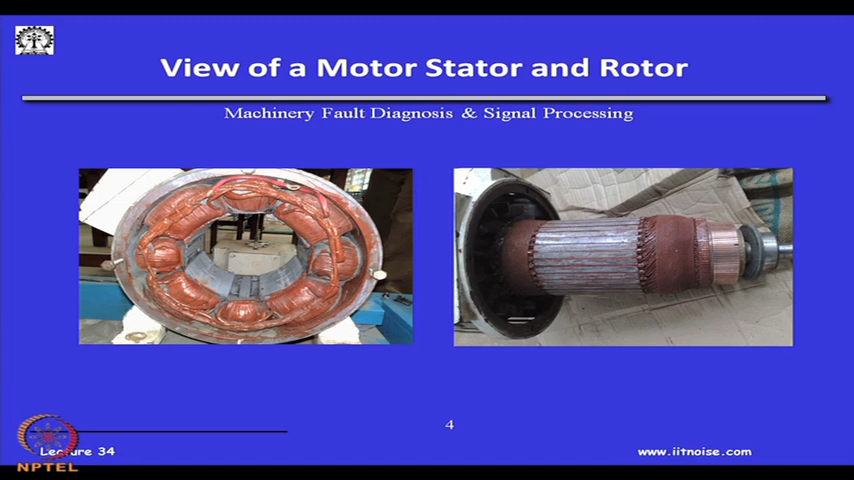 View of a Motor Stator and Rotor
Machinery Fault Diagnosis & Signal Processing
4
Lecture 34
www.iitnoise.com
NPTEL